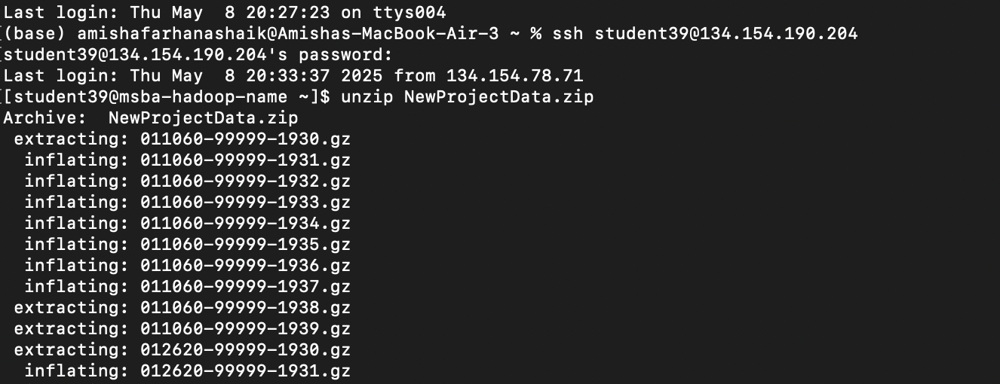 Last login: Thu May  8 20:27:23 on ttys004
(base) amishafarhanashaik@Amishas-MacBook-Air-3 ~ % ssh student39@134.154.190.204
[student39@134.154.190.204's password:
Last login: Thu May  8 20:33:37 2025 from 134.154.78.71
[[student39@msba-hadoop-name ~]$ unzip NewProjectData.zip
Archive:  NewProjectData.zip
 extracting: 011060-99999-1930.gz
  inflating: 011060-99999-1931.gz
  inflating: 011060-99999-1932.gz
  inflating: 011060-99999-1933.gz
  inflating: 011060-99999-1934.gz
  inflating: 011060-99999-1935.gz
  inflating: 011060-99999-1936.gz
  inflating: 011060-99999-1937.gz
 extracting: 011060-99999-1938.gz
 extracting: 011060-99999-1939.gz
 extracting: 012620-99999-1930.gz
  inflating: 012620-99999-1931.gz